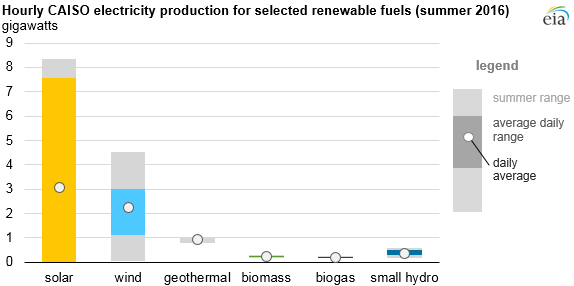 Hourly CAISO electricity production for selected renewable fuels (summer 2016)
gigawatts
eia
9
8
7
6
5
4
3
2
1
0
solar wind geothermal biomass biogas small hydro
legend
summer range
average daily
range
daily
average